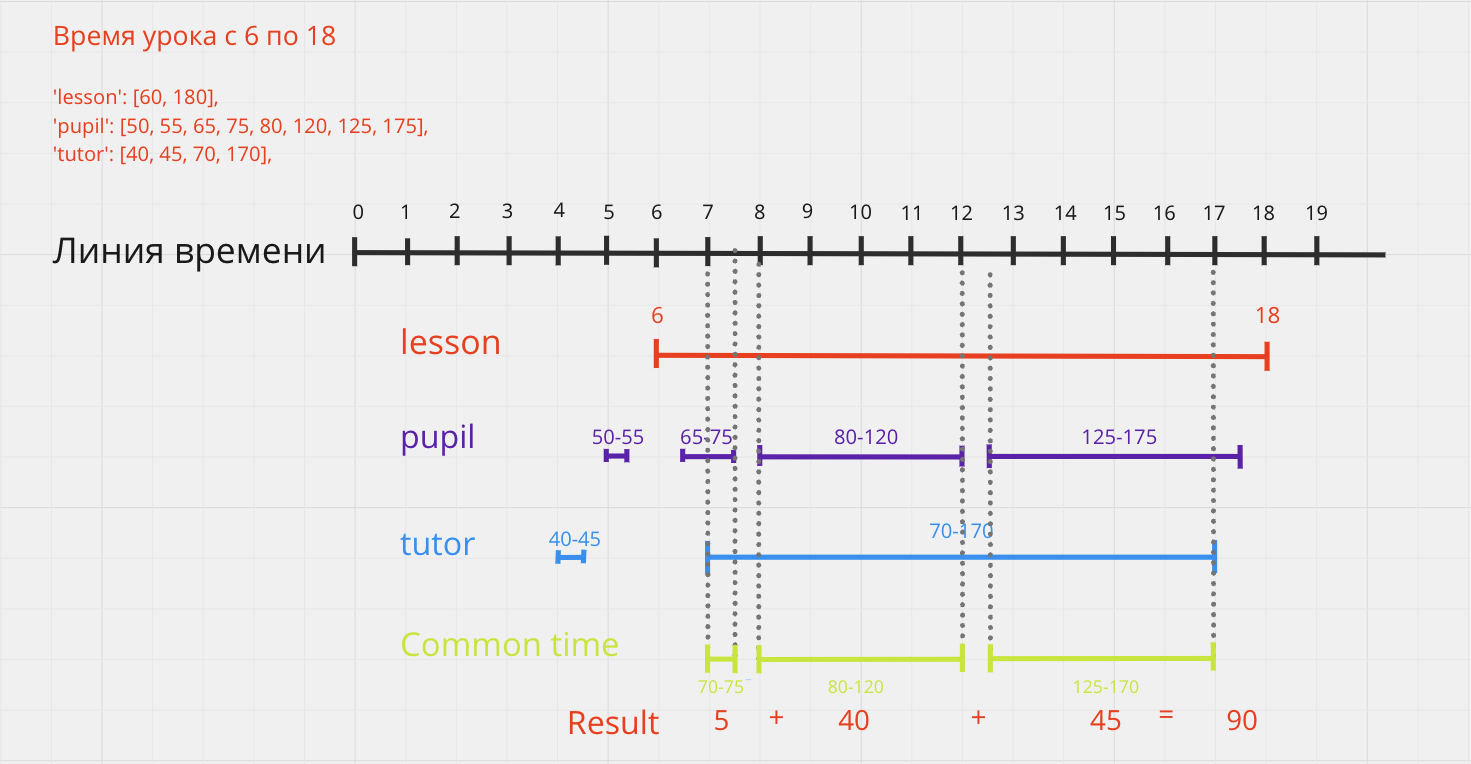 Время урока с 6 по 18
'lesson': [60, 180],
'pupil': [50, 55, 65, 75, 80, 120, 125, 175],
'tutor': [40, 45, 70, 170],
0 1 2 3 4 5 6 7 8 9 10 11 12 13 14 15 16 17 18 19
Линия времени
6 18
lesson
pupil 50-55 65-75 80-120 125-175
tutor 40-45 70-170
Common time
70-75 80-120 125-170
Result 5 + 40 + 45 = 90